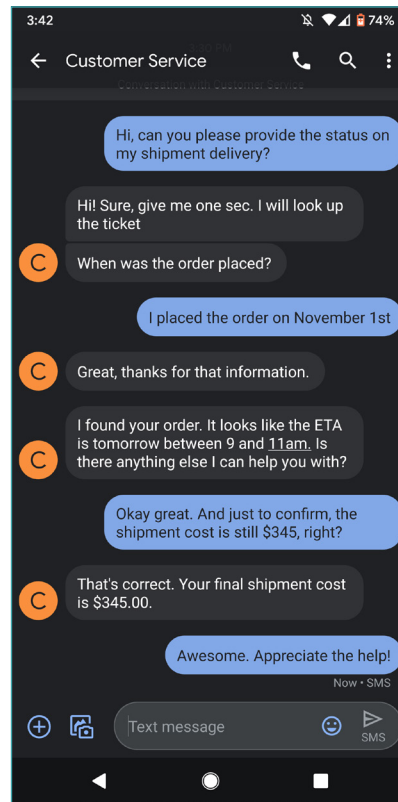 3:42
74%
Customer Service
Conversation with Customer Service
Hi, can you please provide the status on
my shipment delivery?
Hi! Sure, give me one sec. I will look up
the ticket
C
When was the order placed?
I placed the order on November 1st
C
Great, thanks for that information.
I found your order. It looks like the ETA
is tomorrow between 9 and 11am. Is
there anything else I can help you with?
C
Okay great. And just to confirm, the
shipment cost is still $345, right?
That's correct. Your final shipment cost
is $345.00.
C
Awesome. Appreciate the help!
Now • SMS
Text message
SMS